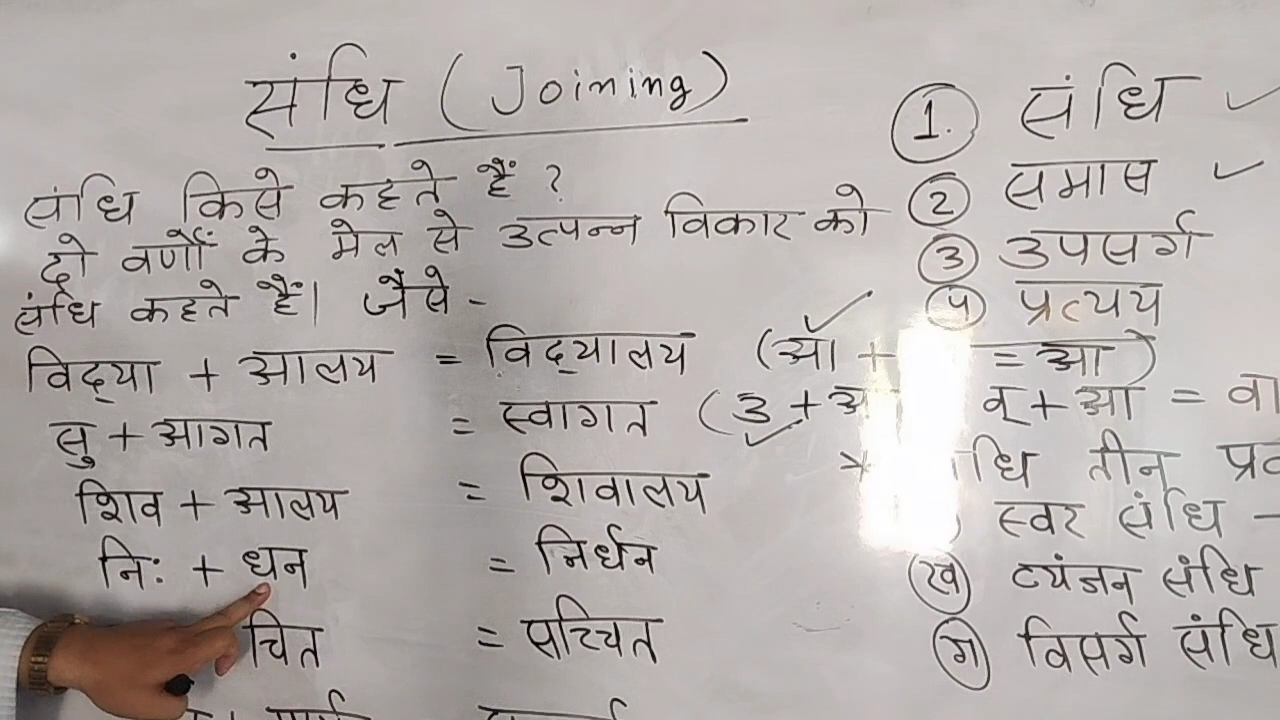 संधि (Joining)
संधि किसे कहते हैं ?
दो वर्णों के मेल से उत्पन्न विकार को
संधि कहते हैं। जैसे -
विद्या + आलय = विद्यालय (आ + = आ)
सु + आगत = स्वागत (उ + व् + आ = वा
शिव + आलय = शिवालय
निः + धन = निर्धन
चित = सच्चित
1. संधि ✓
2 समास ✓
3 उपसर्ग
4 प्रत्यय
* तीन
स्वर संधि -
ख व्यंजन संधि
ग विसर्ग संधि